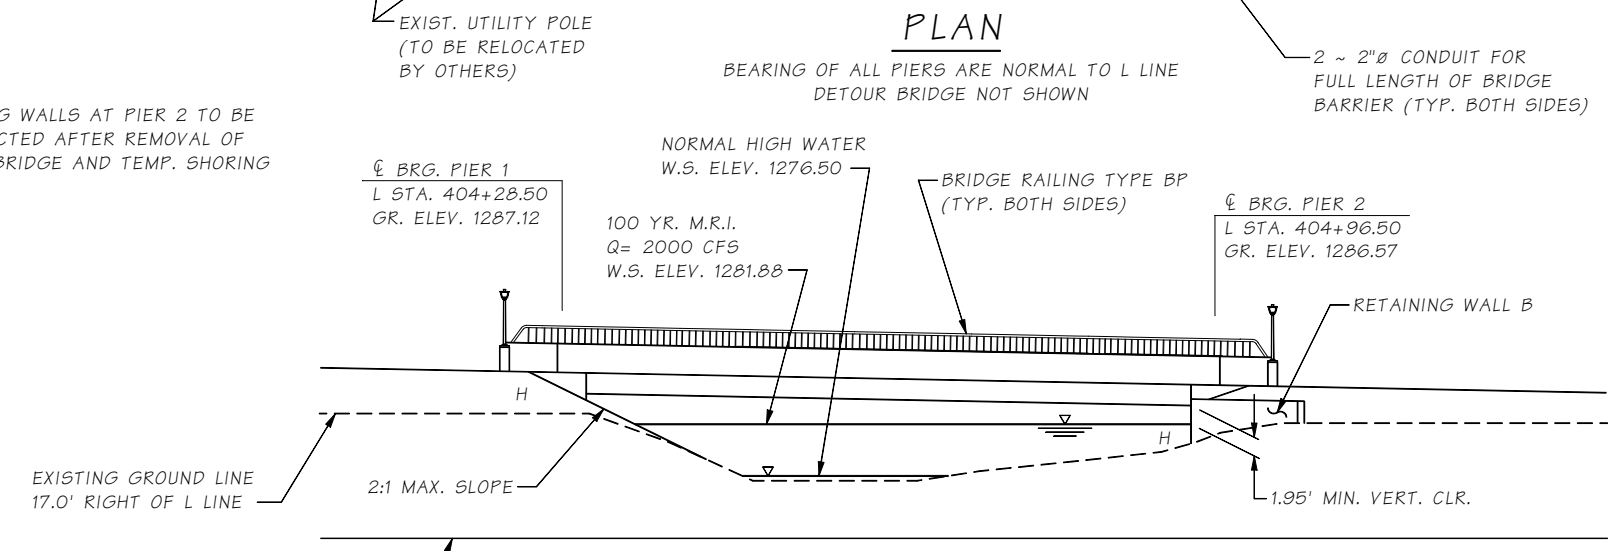 EXIST. UTILITY POLE
(TO BE RELOCATED
BY OTHERS)
PLAN
BEARING OF ALL PIERS ARE NORMAL TO L LINE
DETOUR BRIDGE NOT SHOWN
2 ~ 2"Ø CONDUIT FOR
FULL LENGTH OF BRIDGE
BARRIER (TYP. BOTH SIDES)
G WALLS AT PIER 2 TO BE
CTED AFTER REMOVAL OF
BRIDGE AND TEMP. SHORING
℄ BRG. PIER 1
L STA. 404+28.50
GR. ELEV. 1287.12
NORMAL HIGH WATER
W.S. ELEV. 1276.50
100 YR. M.R.I.
Q= 2000 CFS
W.S. ELEV. 1281.88
BRIDGE RAILING TYPE BP
(TYP. BOTH SIDES)
℄ BRG. PIER 2
L STA. 404+96.50
GR. ELEV. 1286.57
RETAINING WALL B
H
H
EXISTING GROUND LINE
17.0' RIGHT OF L LINE
2:1 MAX. SLOPE
1.95' MIN. VERT. CLR.